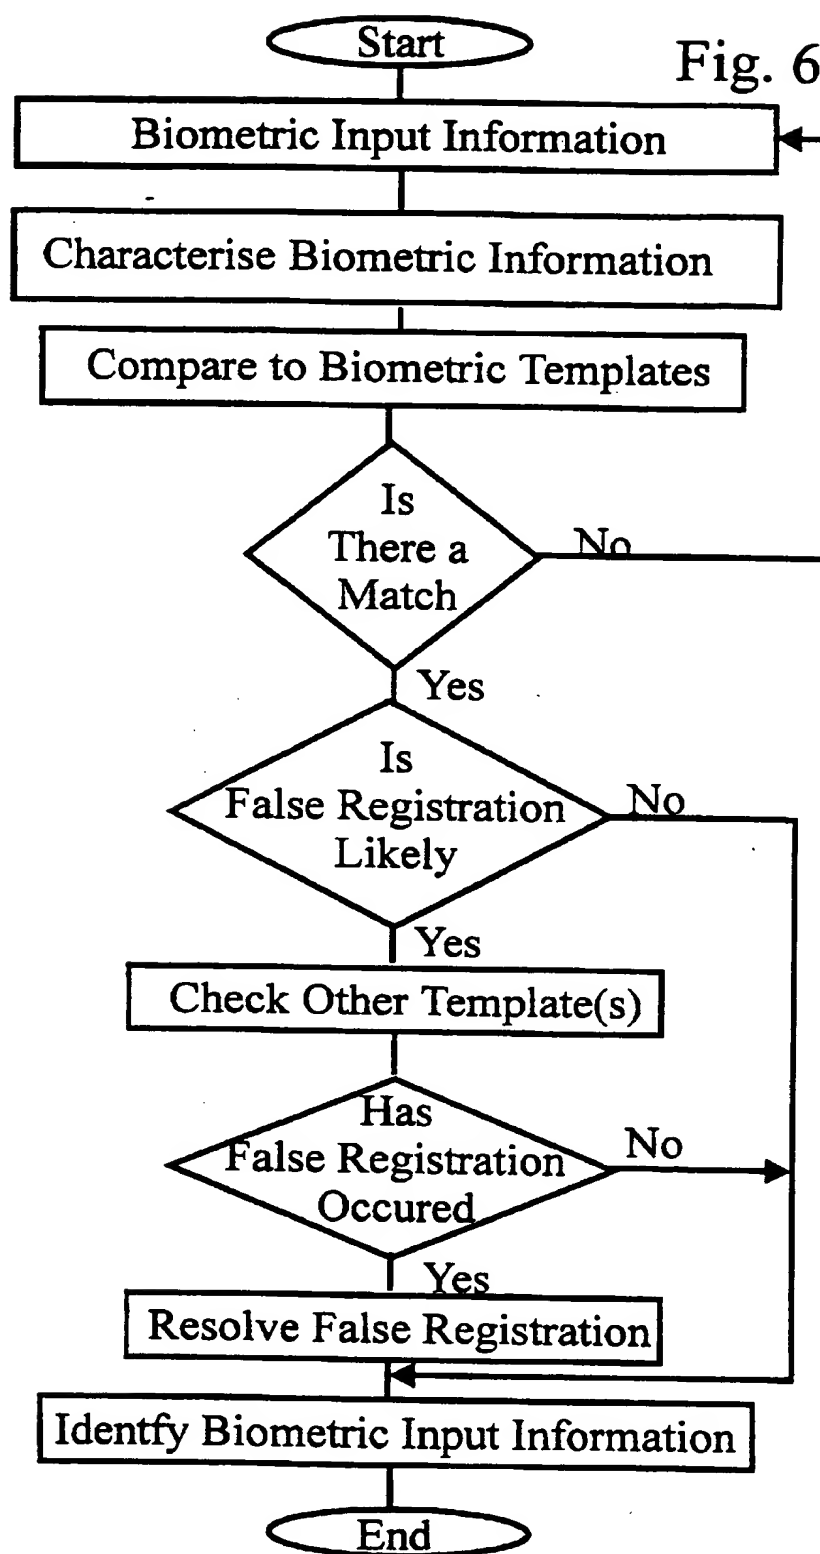 Start
Fig. 6
Biometric Input Information
Characterise Biometric Information
Compare to Biometric Templates
Is
There a
Match
No
Yes
Is
False Registration
Likely
No
Yes
Check Other Template(s)
Has
False Registration
Occured
No
Yes
Resolve False Registration
Identfy Biometric Input Information
End